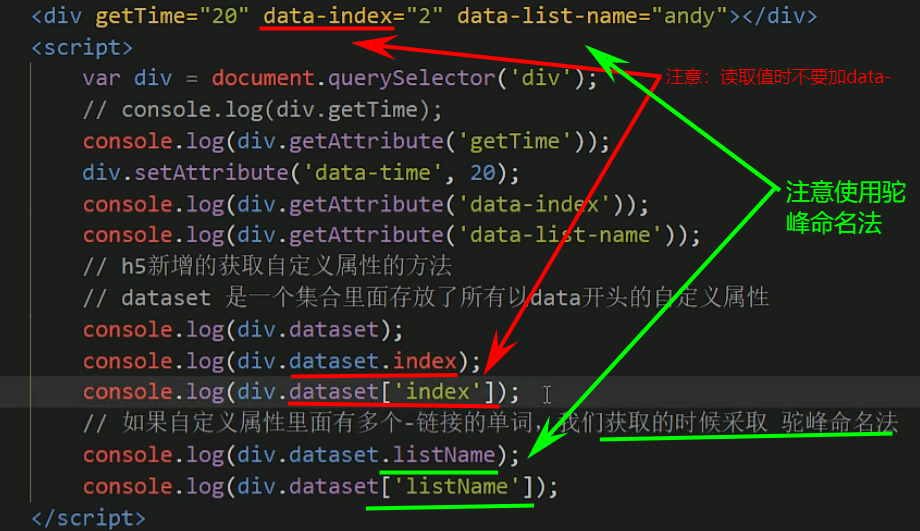 <div getTime="20" data-index="2" data-list-name="andy"></div>
<script>
var div = document.querySelector('div');
注意：读取值时不要加data-
// console.log(div.getTime);
console.log(div.getAttribute('getTime'));
div.setAttribute('data-time', 20);
注意使用驼
峰命名法
console.log(div.getAttribute('data-index'));
console.log(div.getAttribute('data-list-name'));
// h5新增的获取自定义属性的方法
// dataset 是一个集合里面存放了所有以data开头的自定义属性
console.log(div.dataset);
console.log(div.dataset.index);
console.log(div.dataset['index']);
// 如果自定义属性里面有多个-链接的单词，我们获取的时候采取 驼峰命名法
console.log(div.dataset.listName);
console.log(div.dataset['listName']);
</script>